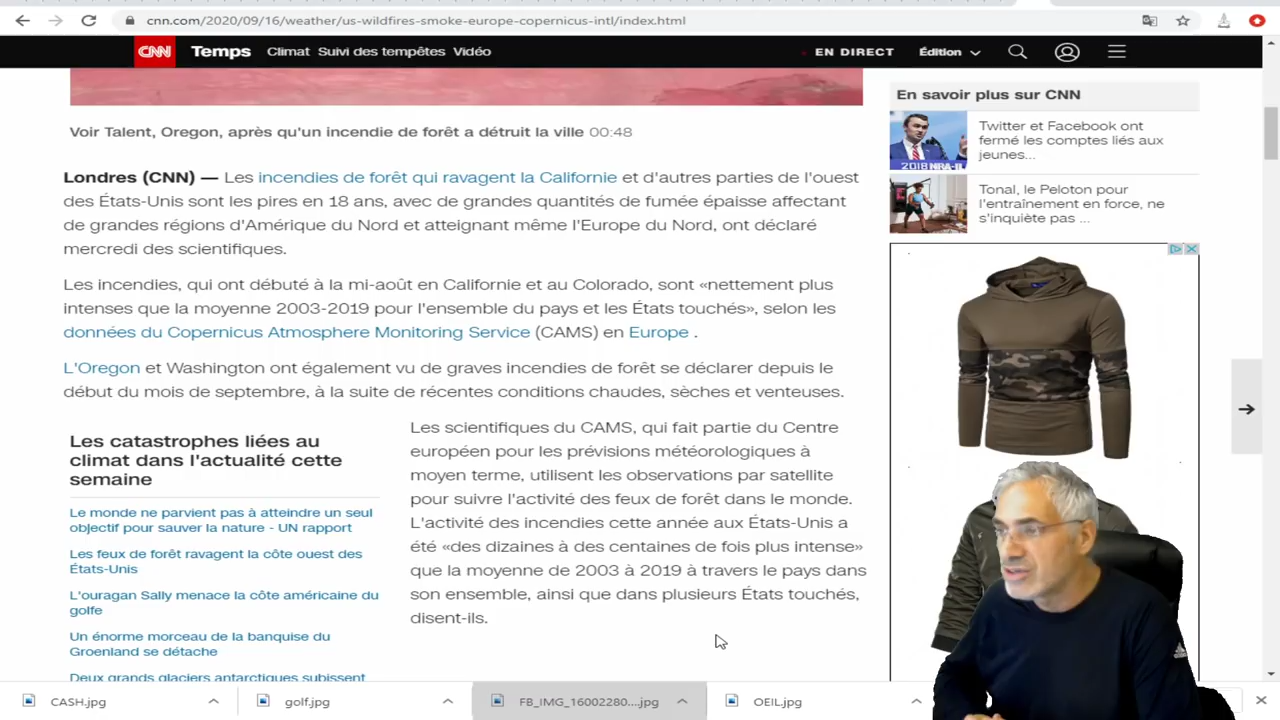 cnn.com/2020/09/16/weather/us-wildfires-smoke-europe-copernicus-intl/index.html
CNN Temps Climat Suivi des tempêtes Vidéo EN DIRECT Édition
Voir Talent, Oregon, après qu'un incendie de forêt a détruit la ville 00:48
Londres (CNN) — Les incendies de forêt qui ravagent la Californie et d'autres parties de l'ouest
des États-Unis sont les pires en 18 ans, avec de grandes quantités de fumée épaisse affectant
de grandes régions d'Amérique du Nord et atteignant même l'Europe du Nord, ont déclaré
mercredi des scientifiques.
Les incendies, qui ont débuté à la mi-août en Californie et au Colorado, sont «nettement plus
intenses que la moyenne 2003-2019 pour l'ensemble du pays et les États touchés», selon les
données du Copernicus Atmosphere Monitoring Service (CAMS) en Europe .
L'Oregon et Washington ont également vu de graves incendies de forêt se déclarer depuis le
début du mois de septembre, à la suite de récentes conditions chaudes, sèches et venteuses.
Les catastrophes liées au
climat dans l'actualité cette
semaine
Le monde ne parvient pas à atteindre un seul
objectif pour sauver la nature - UN rapport
Les feux de forêt ravagent la côte ouest des
États-Unis
L'ouragan Sally menace la côte américaine du
golfe
Un énorme morceau de la banquise du
Groenland se détache
Deux grands glaciers antarctiques subissent
Les scientifiques du CAMS, qui fait partie du Centre
européen pour les prévisions météorologiques à
moyen terme, utilisent les observations par satellite
pour suivre l'activité des feux de forêt dans le monde.
L'activité des incendies cette année aux États-Unis a
été «des dizaines à des centaines de fois plus intense»
que la moyenne de 2003 à 2019 à travers le pays dans
son ensemble, ainsi que dans plusieurs États touchés,
disent-ils.
En savoir plus sur CNN
2018 NRA-IL
Twitter et Facebook ont
fermé les comptes liés aux
jeunes...
Tonal, le Peloton pour
l'entraînement en force, ne
s'inquiète pas ...
CASH.jpg
golf.jpg
FB_IMG_16002280....jpg
OEIL.jpg